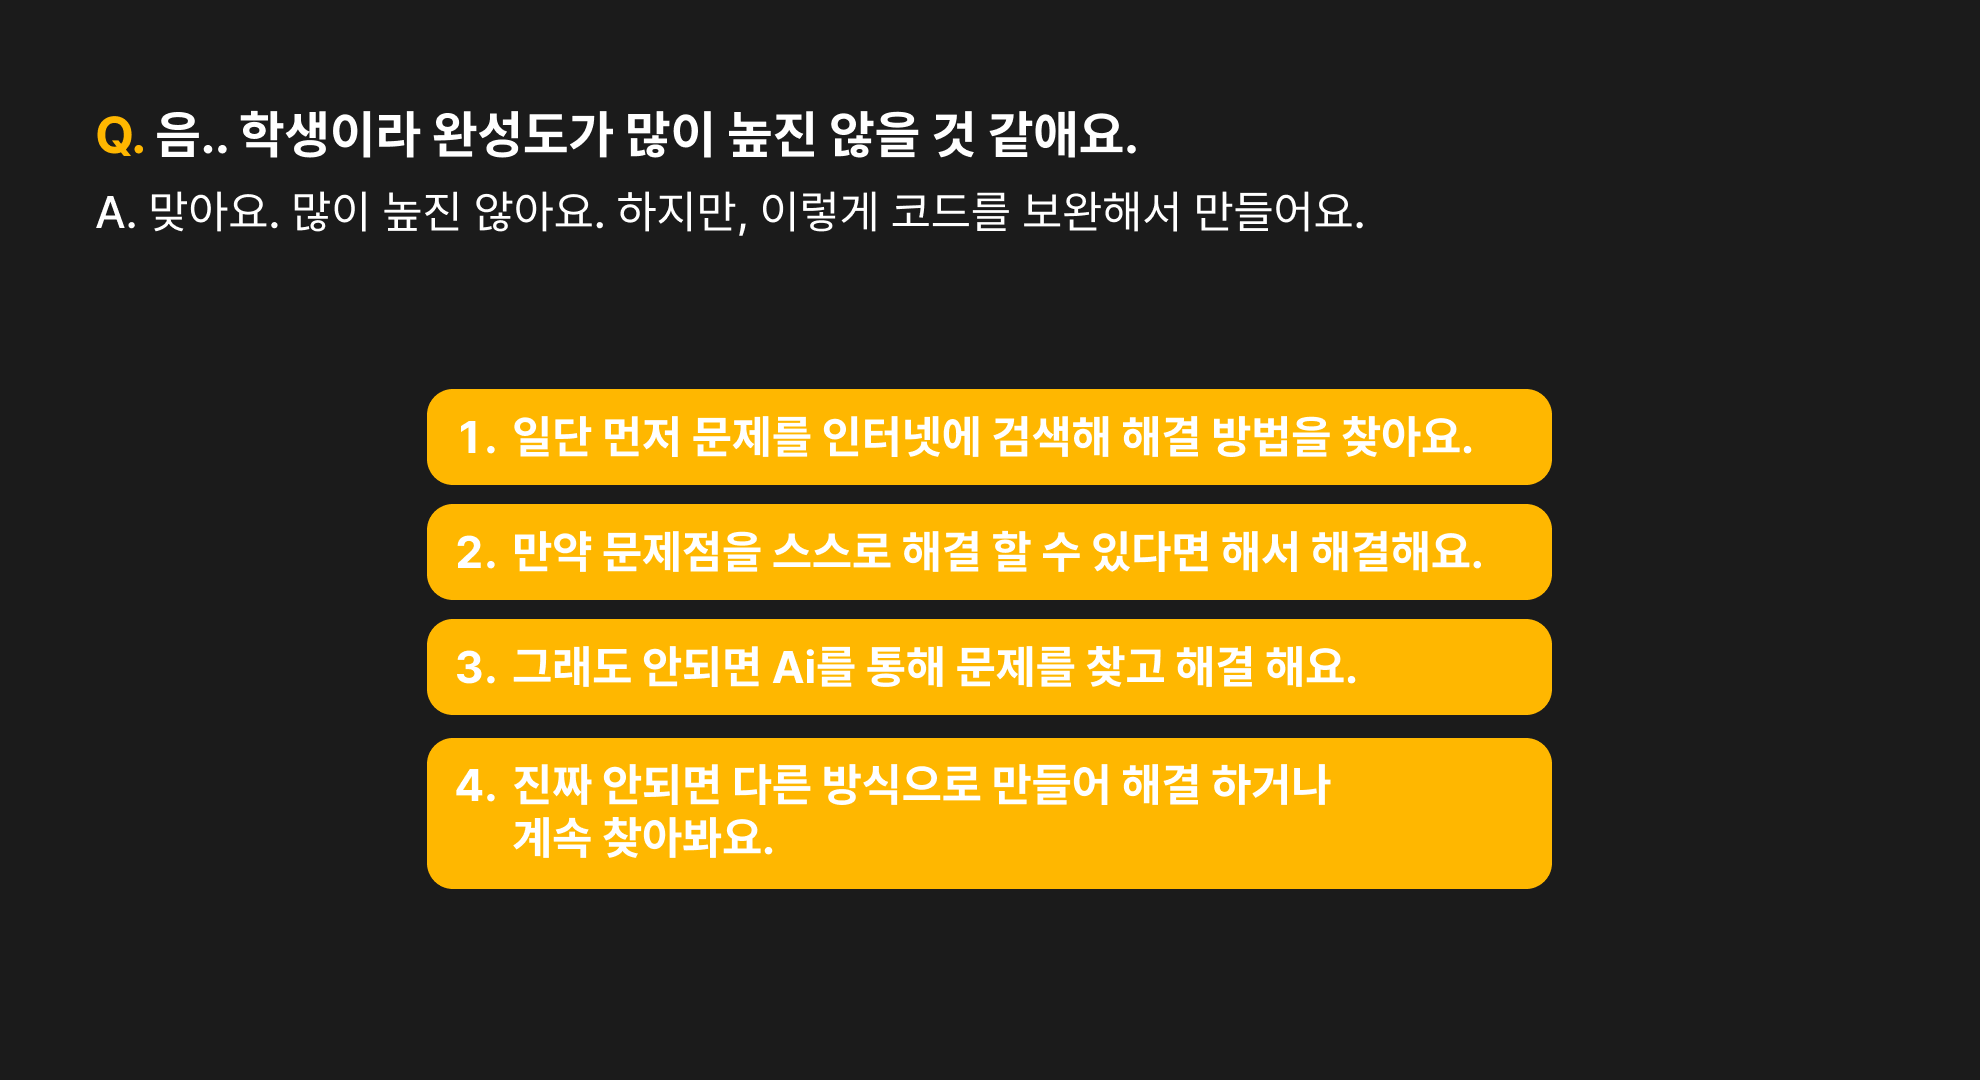 Q. 음.. 학생이라 완성도가 많이 높진 않을 것 같애요.
A. 맞아요. 많이 높진 않아요. 하지만, 이렇게 코드를 보완해서 만들어요.
1. 일단 먼저 문제를 인터넷에 검색해 해결 방법을 찾아요.
2. 만약 문제점을 스스로 해결 할 수 있다면 해서 해결해요.
3. 그래도 안되면 Ai를 통해 문제를 찾고 해결 해요.
4. 진짜 안되면 다른 방식으로 만들어 해결 하거나
계속 찾아봐요.